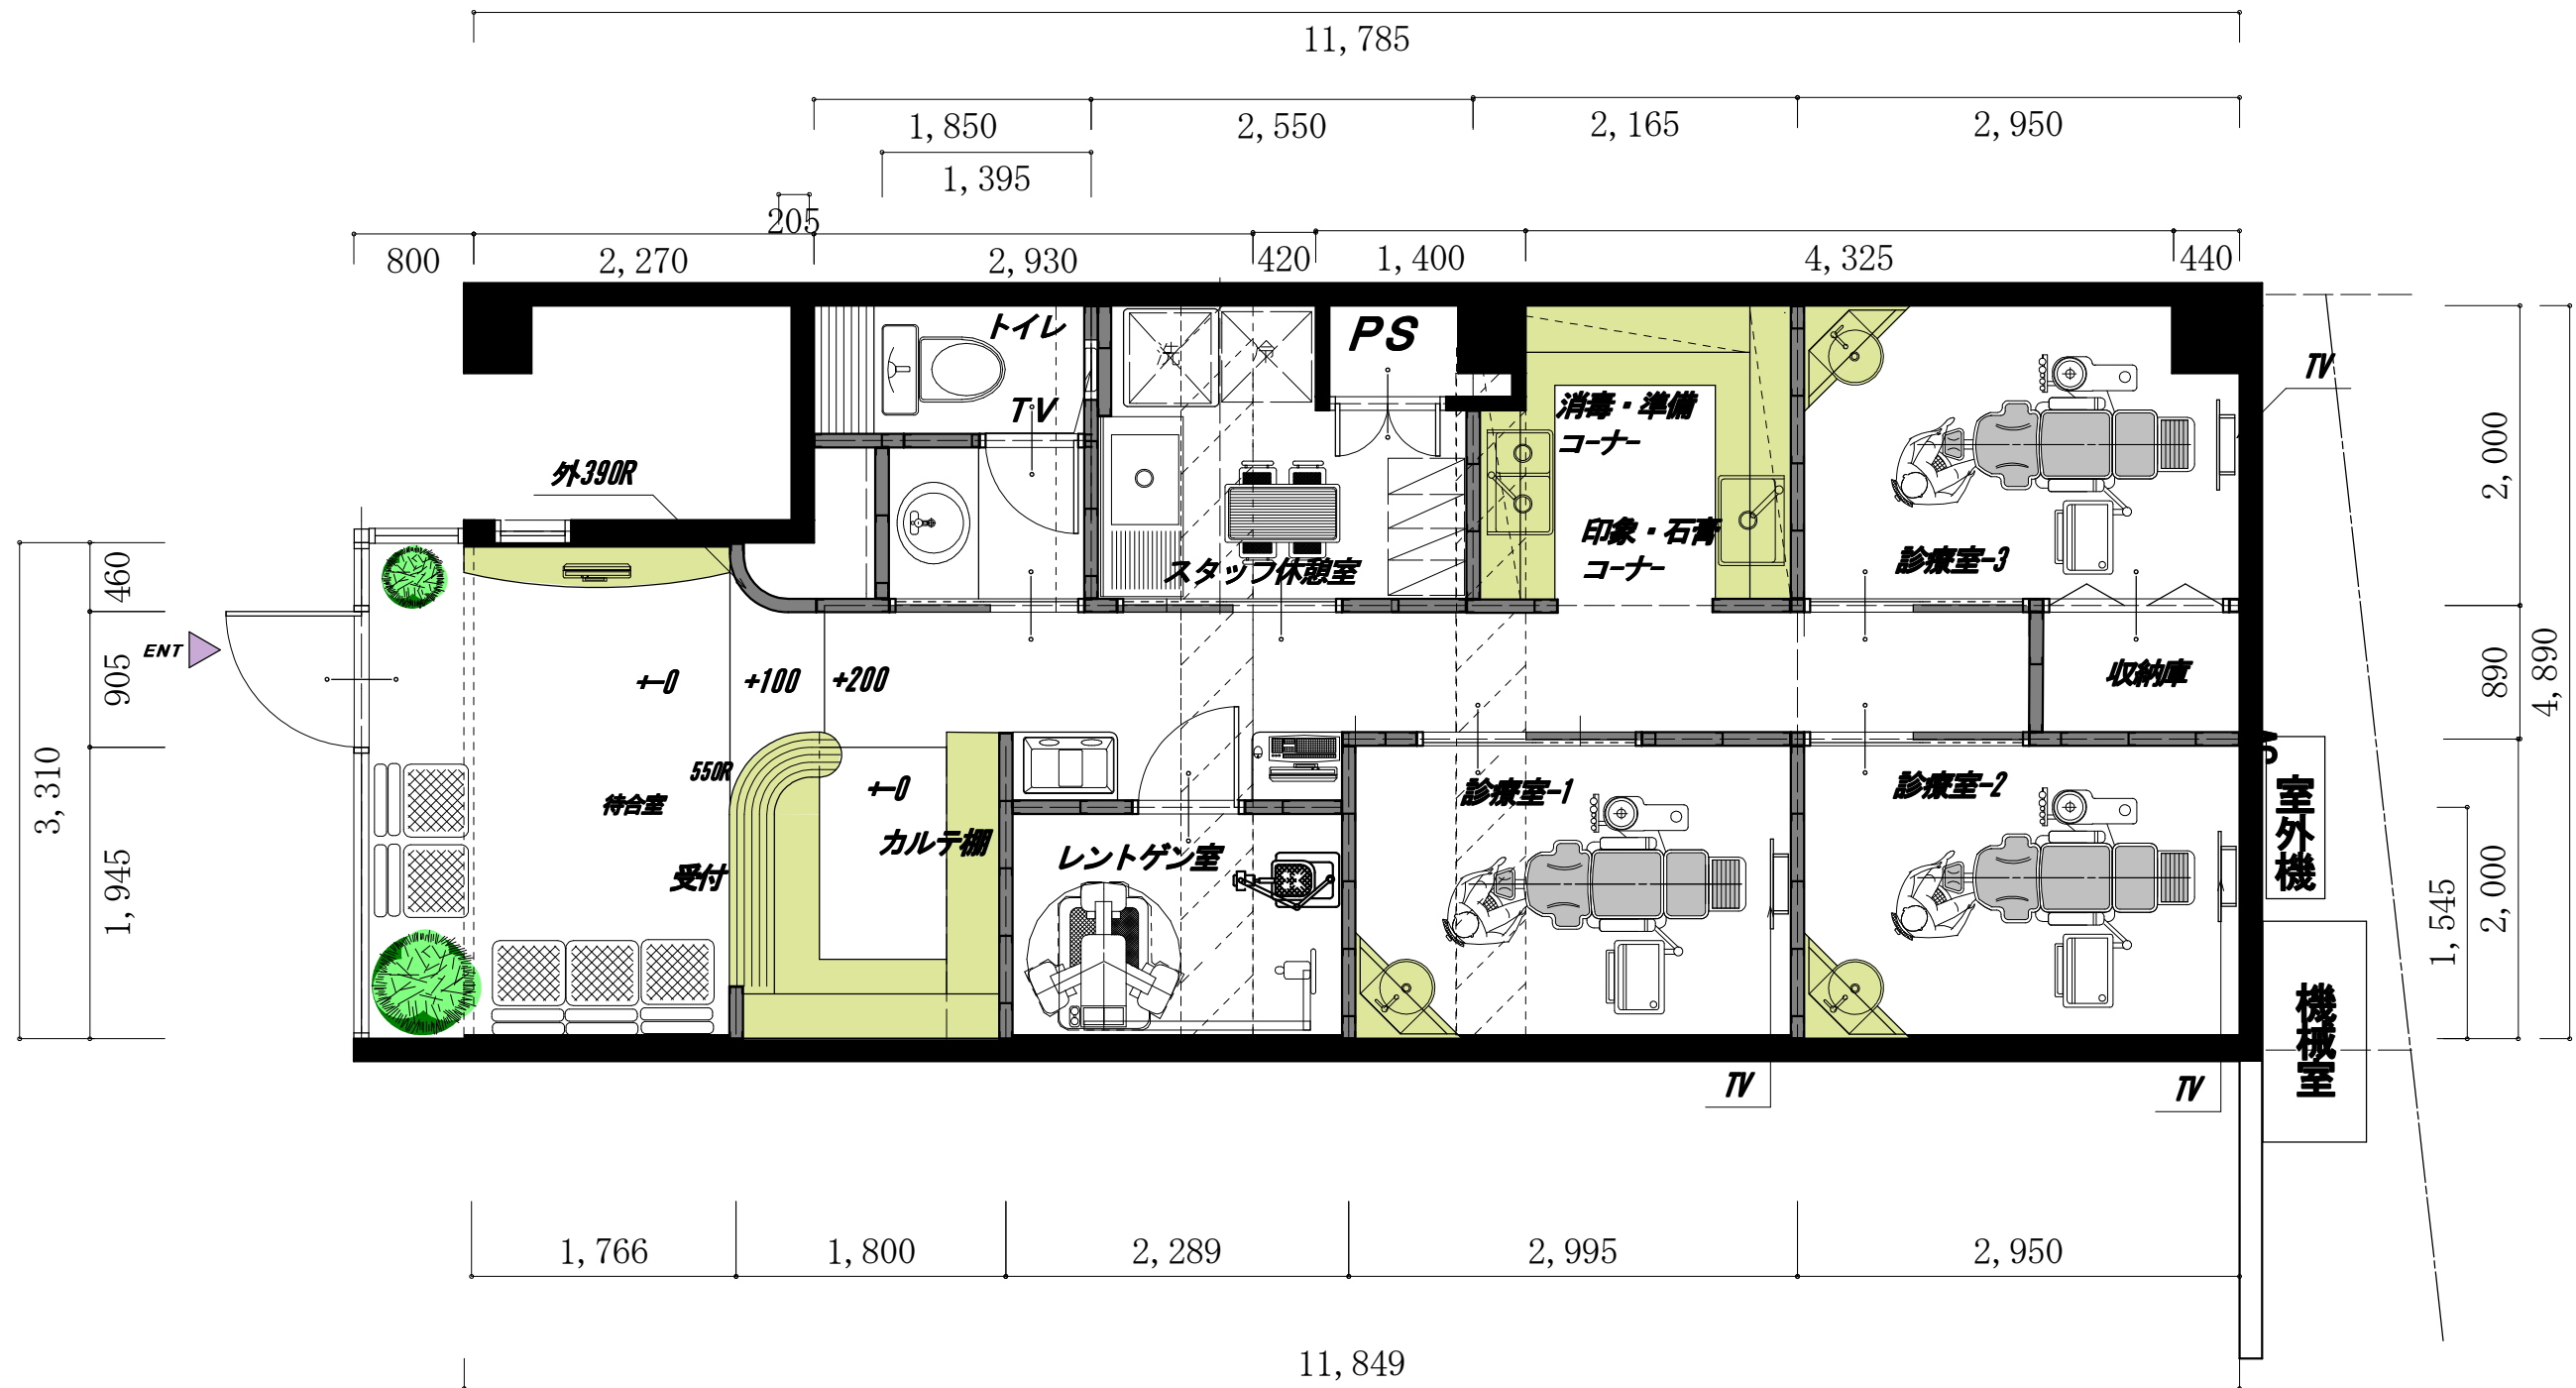 11,785
1,850
2,550
2,165
2,950
1,395
205
800
2,270
2,930
420
1,400
4,325
440
トイレ
PS
TV
TV
消毒・準備
コーナー
外390R
印象・石膏
コーナー
スタッフ休憩室
診療室-3
460
905
3,310
1,945
ENT
+-0
+100
+200
収納庫
2,000
890
4,890
550R
待合室
+-0
カルテ棚
受付
レントゲン室
診療室-1
診療室-2
室外機
機械室
1,545
2,000
TV
TV
1,766
1,800
2,289
2,995
2,950
11,849